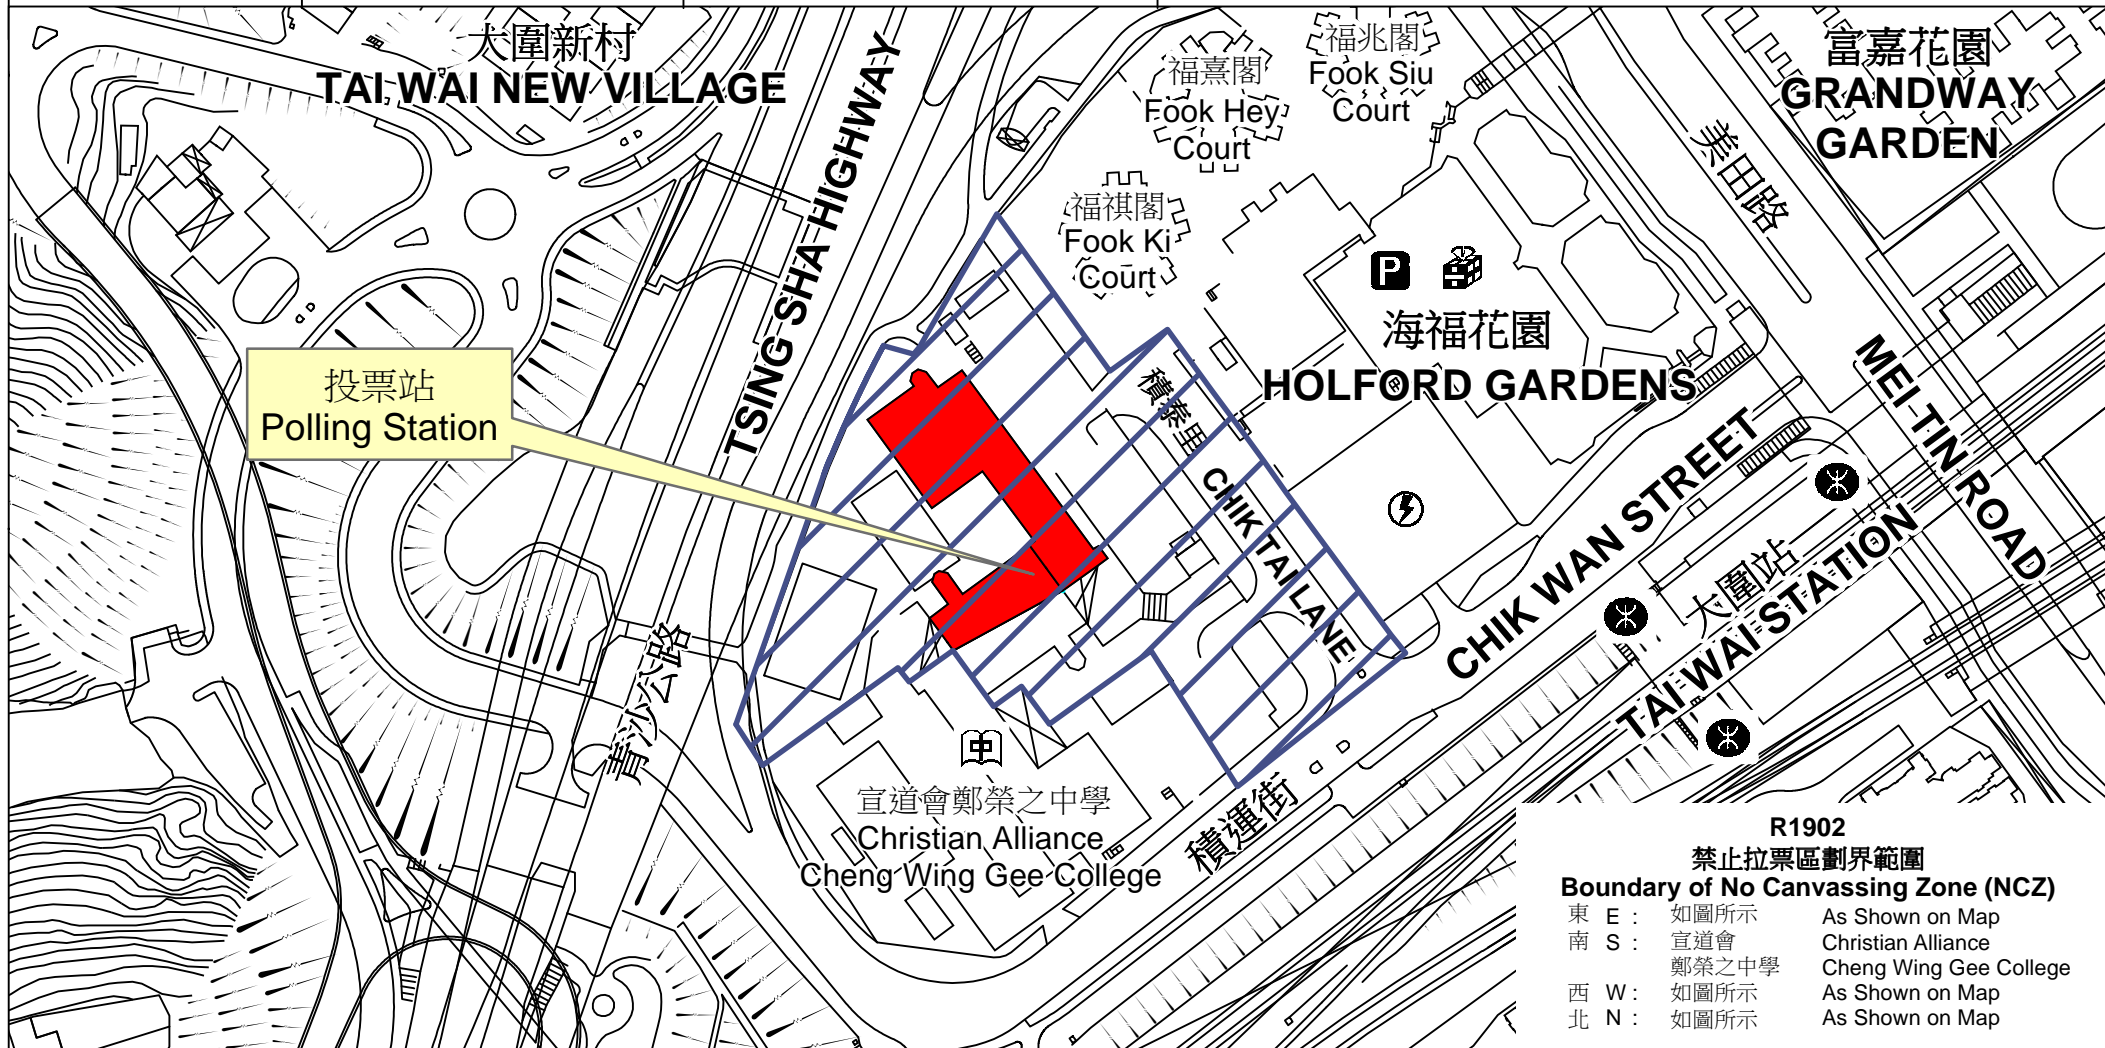 大圍新村
TAI WAI NEW VILLAGE
TSING SHA HIGHWAY
青沙公路
福熹閣
Fook Hey
Court
福兆閣
Fook Siu
Court
福祺閣
Fook Ki
Court
富嘉花園
GRANDWAY
GARDEN
美田路
MEI TIN ROAD
P
海福花園
HOLFORD GARDENS
投票站
Polling Station
積泰里
CHIK TAI LANE
CHIK WAN STREET
積運街
大圍站
TAI WAI STATION
中
宣道會鄭榮之中學
Christian Alliance
Cheng Wing Gee College
R1902
禁止拉票區劃界範圍
Boundary of No Canvassing Zone (NCZ)
東 E : 如圖所示 As Shown on Map
南 S : 宣道會 Christian Alliance
鄭榮之中學 Cheng Wing Gee College
西 W : 如圖所示 As Shown on Map
北 N : 如圖所示 As Shown on Map